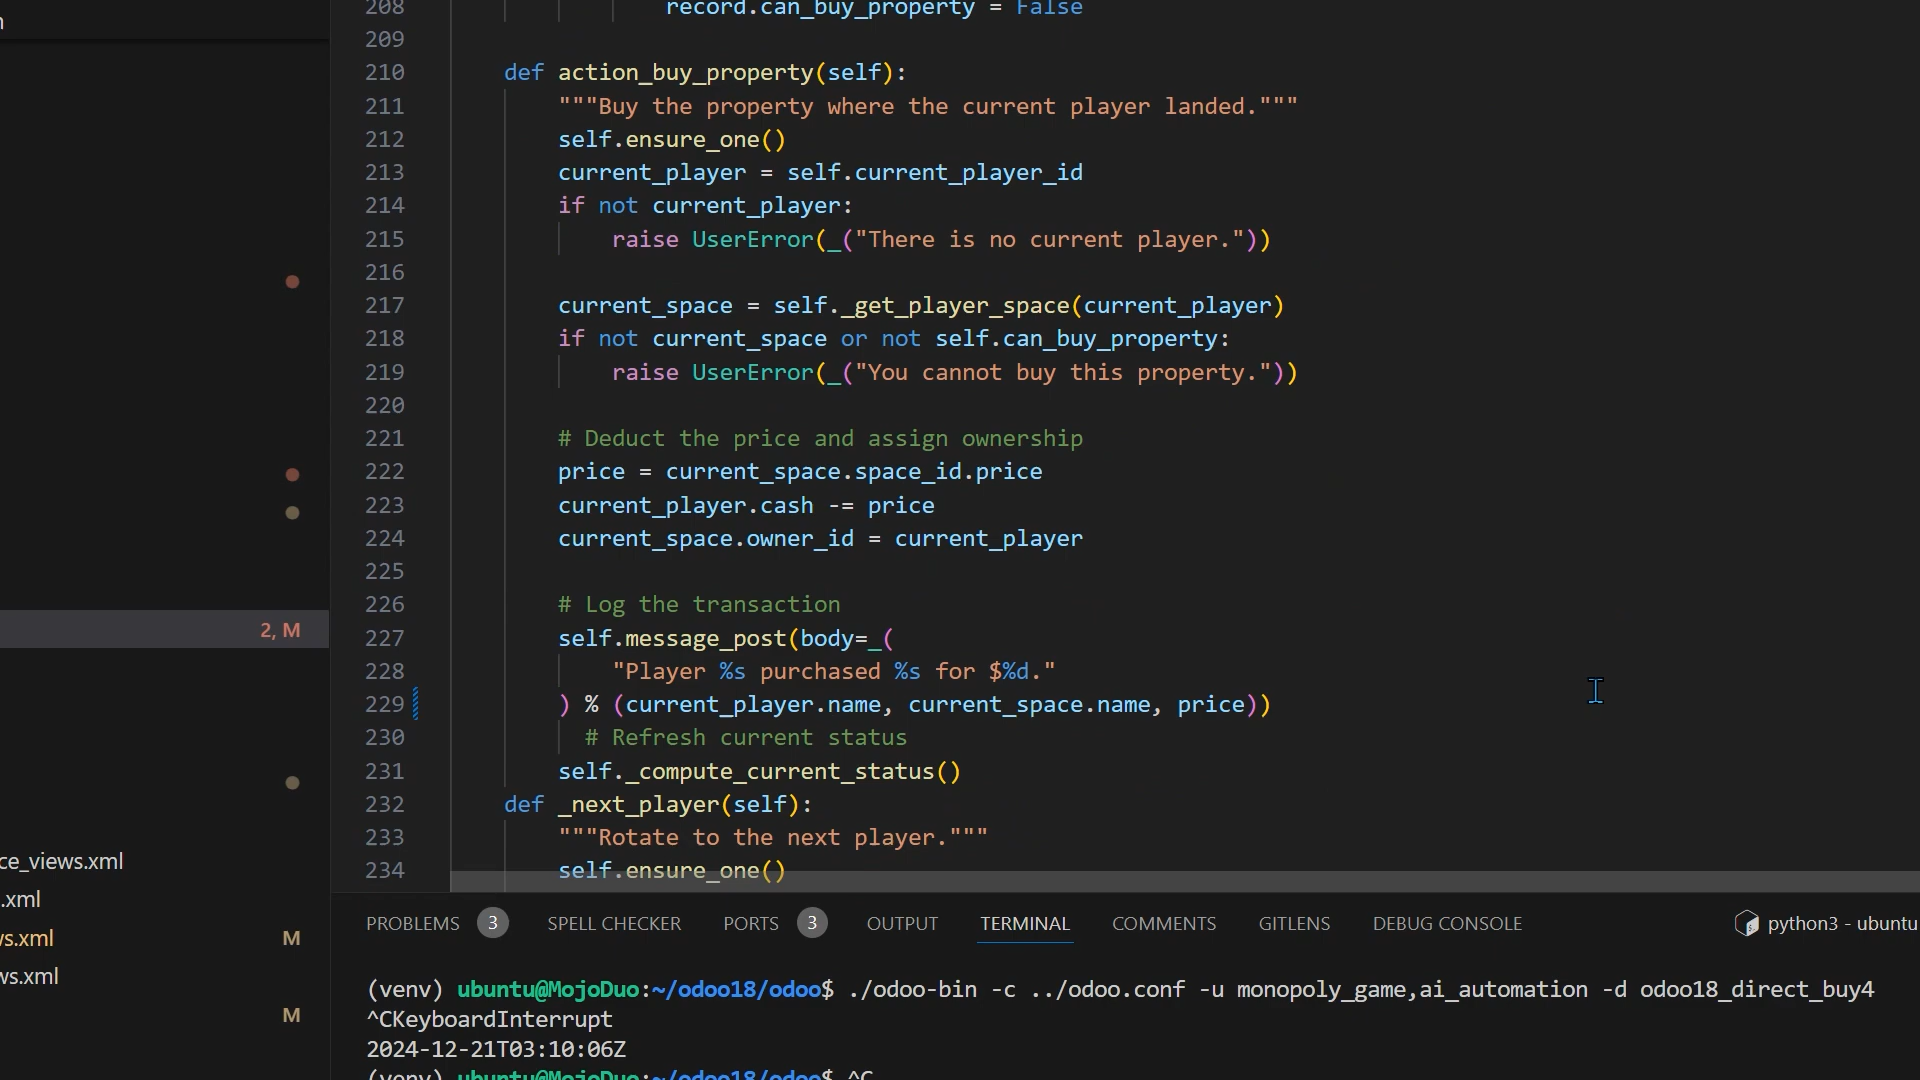 208 record.can_buy_property = False
209
210 def action_buy_property(self):
211 """Buy the property where the current player landed."""
212 self.ensure_one()
213 current_player = self.current_player_id
214 if not current_player:
215 raise UserError(_("There is no current player."))
216
217 current_space = self._get_player_space(current_player)
218 if not current_space or not self.can_buy_property:
219 raise UserError(_("You cannot buy this property."))
220
221 # Deduct the price and assign ownership
222 price = current_space.space_id.price
223 current_player.cash -= price
224 current_space.owner_id = current_player
225
226 # Log the transaction
2, M
227 self.message_post(body=_(
228 "Player %s purchased %s for $%d."
229 ) % (current_player.name, current_space.name, price))
230 # Refresh current status
231 self._compute_current_status()
232 def _next_player(self):
233 """Rotate to the next player."""
234 self.ensure_one()
ce_views.xml
.xml
vs.xml M
ws.xml
M
PROBLEMS 3 SPELL CHECKER PORTS 3 OUTPUT TERMINAL COMMENTS GITLENS DEBUG CONSOLE python3 - ubuntu
(venv) ubuntu@MojoDuo:~/odoo18/odoo$ ./odoo-bin -c ../odoo.conf -u monopoly_game,ai_automation -d odoo18_direct_buy4
^CKeyboardInterrupt
2024-12-21T03:10:06Z
(venv) ubuntu@MojoDuo:~/odoo18/odoo$ ^C